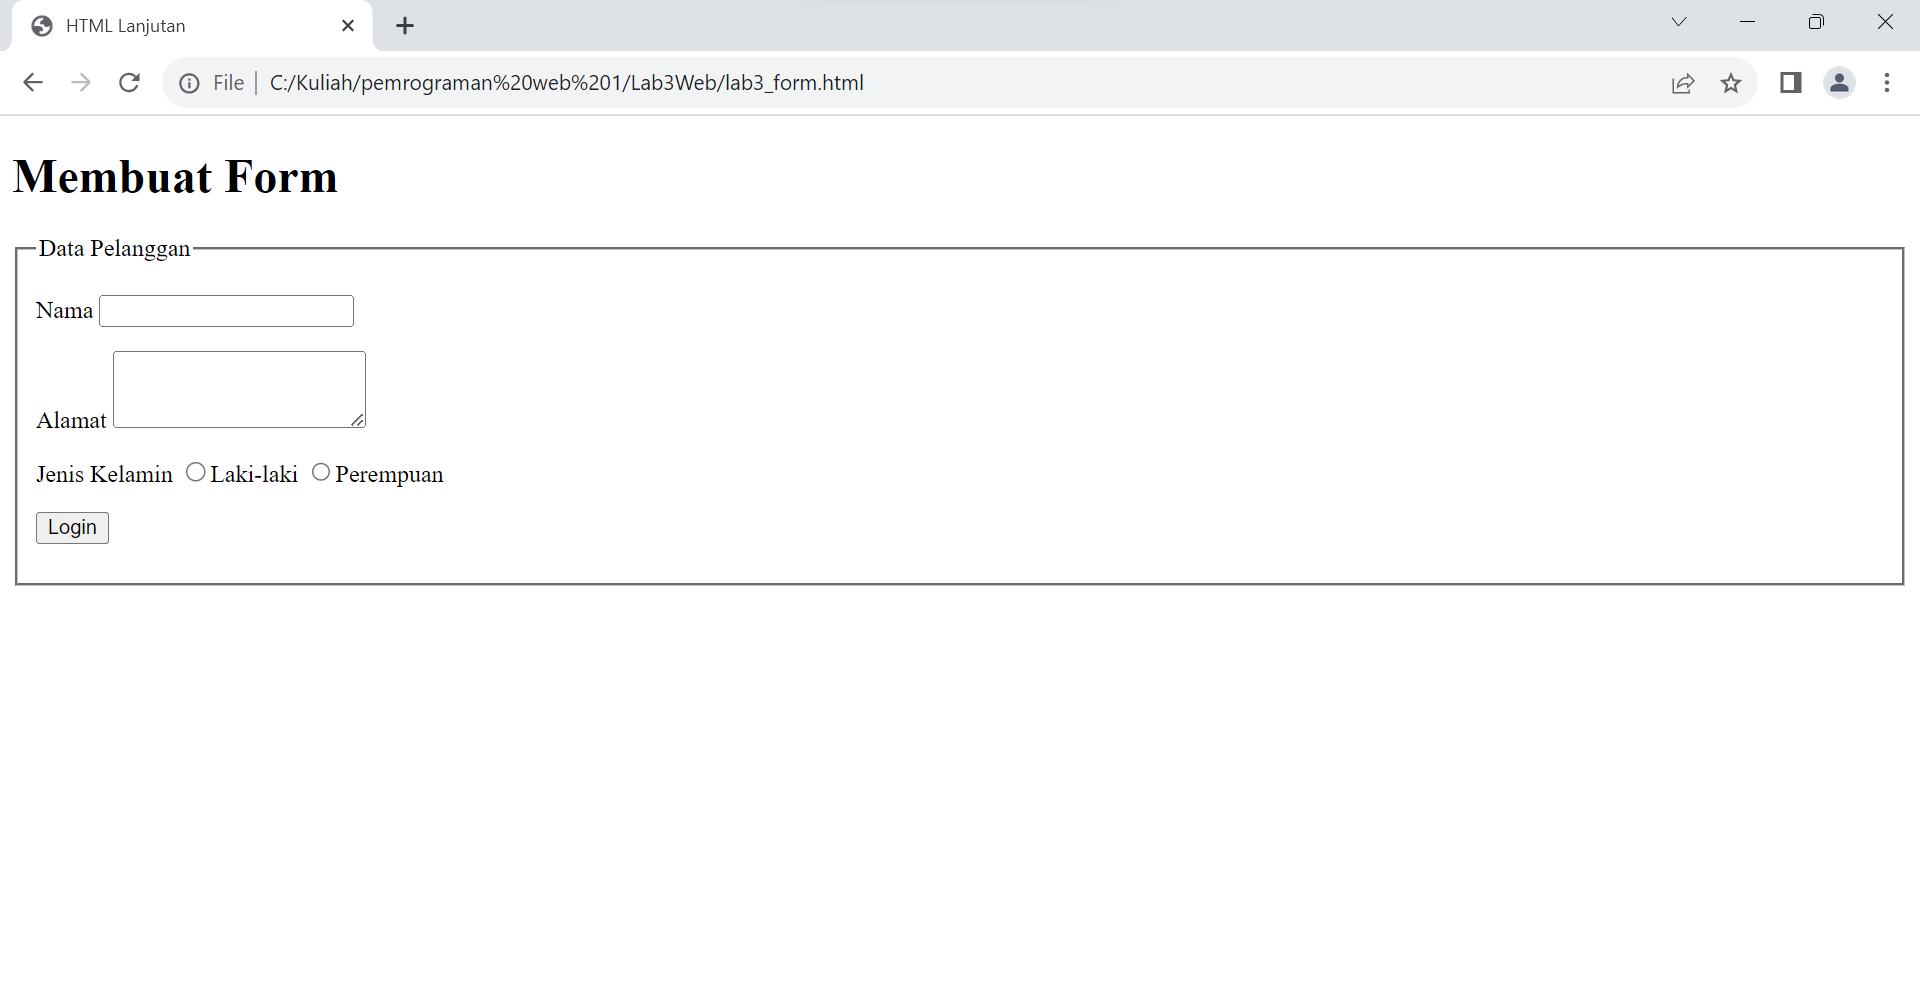 HTML Lanjutan
File C:/Kuliah/pemrograman%20web%201/Lab3Web/lab3_form.html
Membuat Form
Data Pelanggan
Nama
Alamat
Jenis Kelamin Laki-laki Perempuan
Login